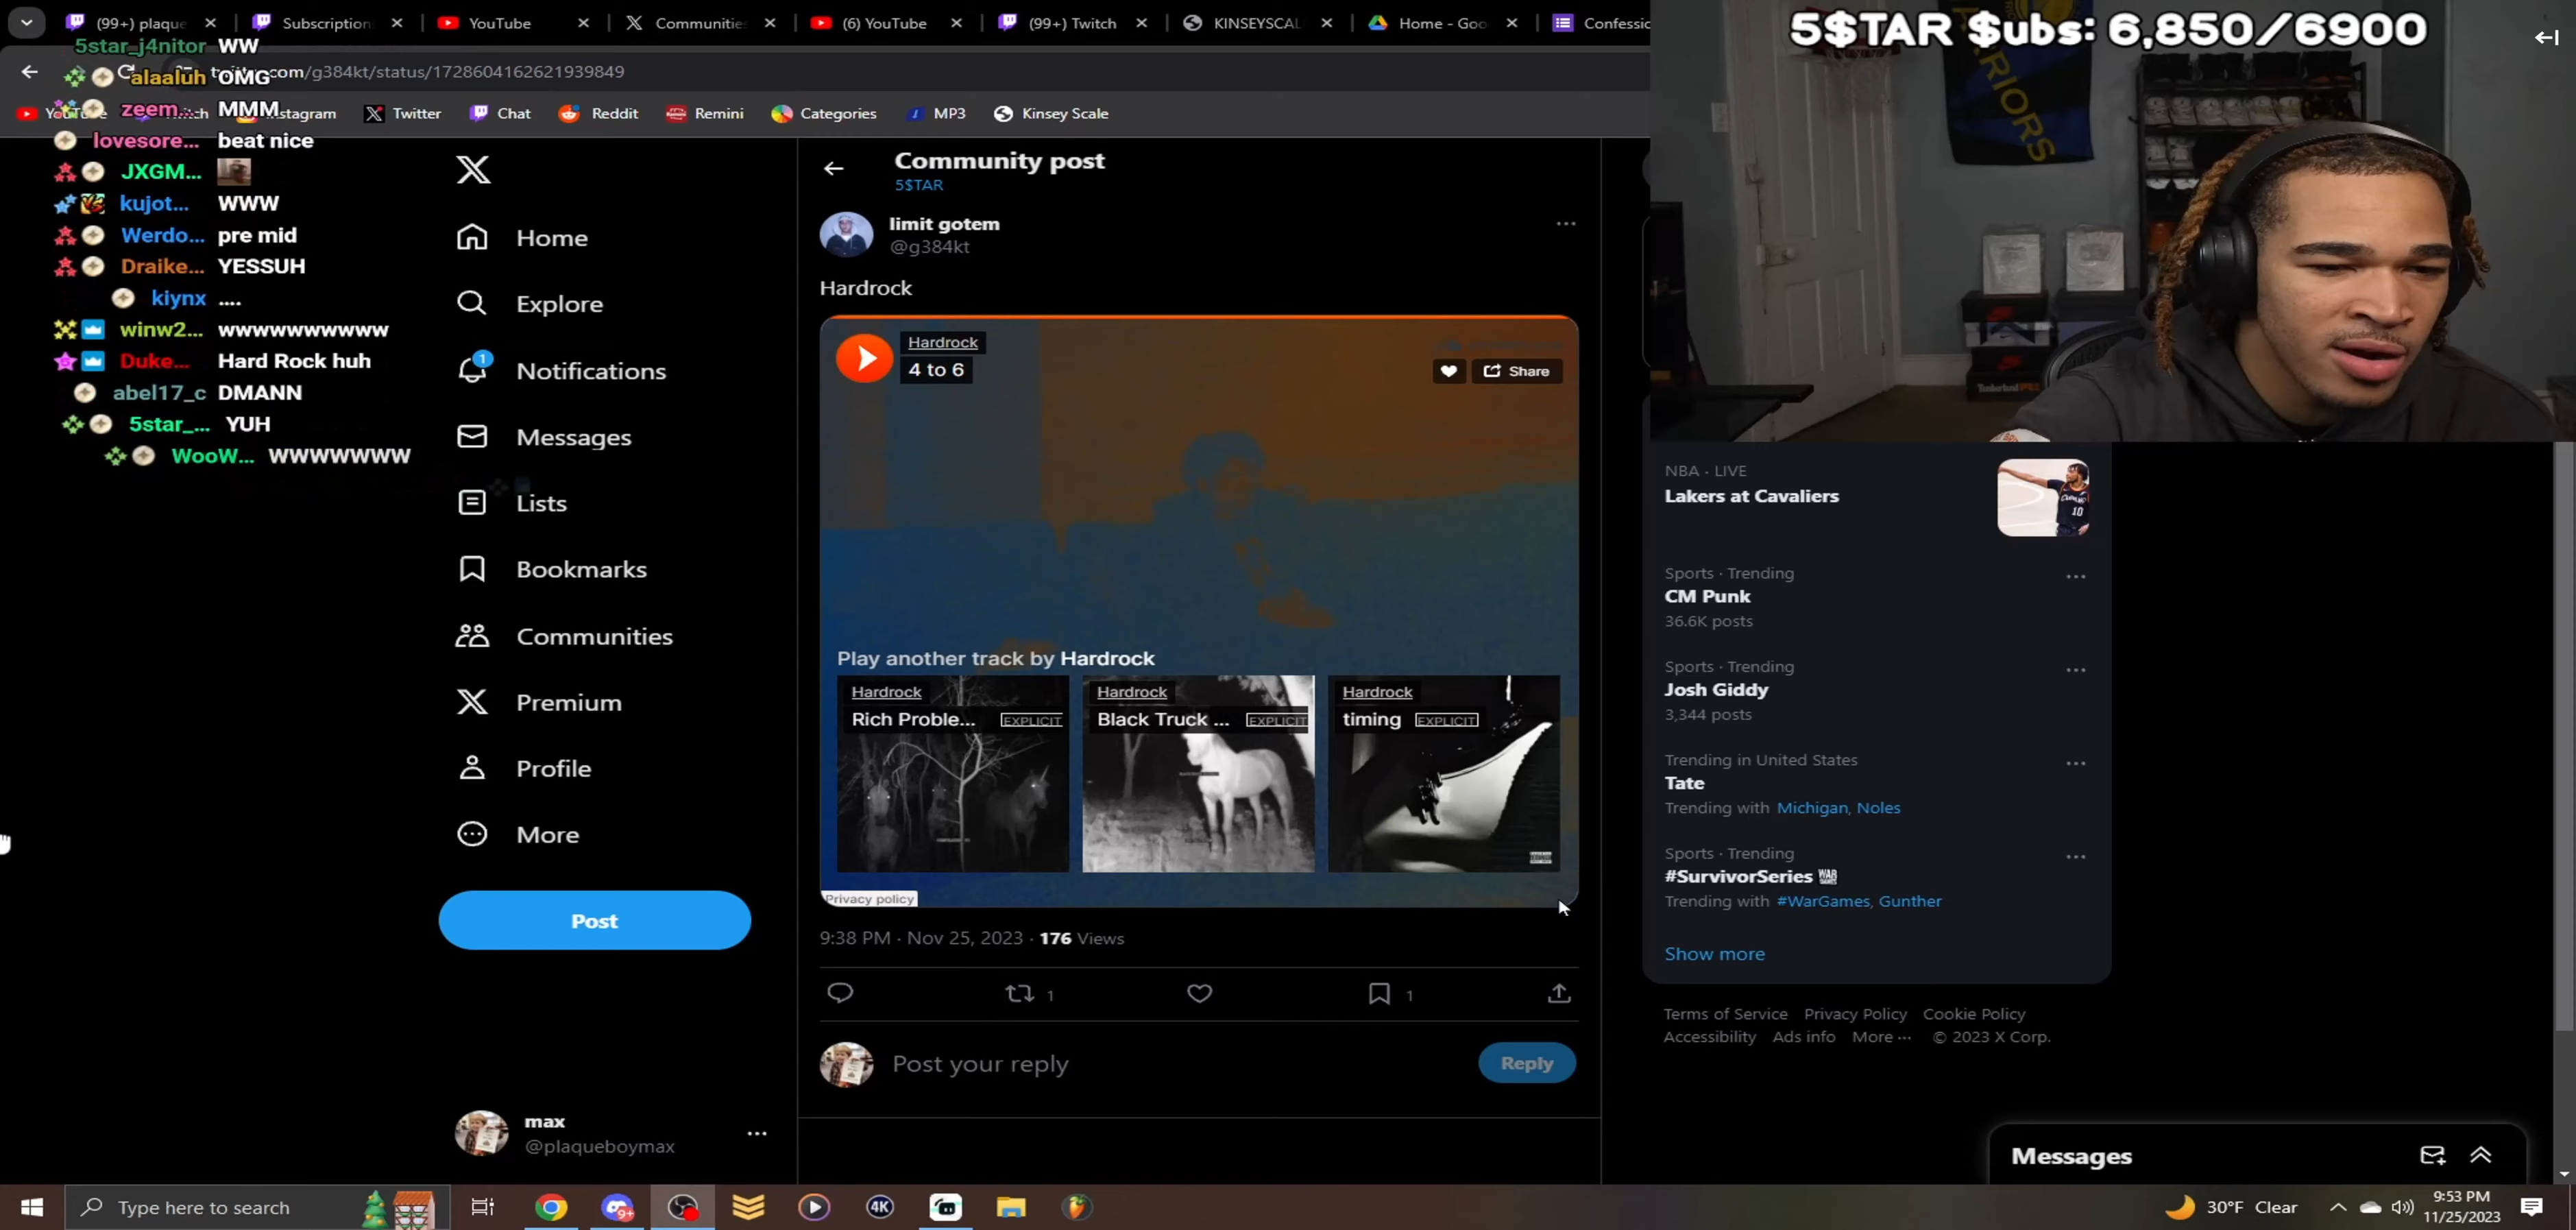 (99+) plaque
Subscription
YouTube
Communitie
(6) YouTube
(99+) Twitch
KINSEYSCAL
Home - Goo
Confessio
5$TAR $ubs: 6,850/6900
5star_j4nitor WW
alaaluh OMG
zeem... MMM
lovesore... beat nice
JXGM...
kujot... WWW
Werdo... pre mid
Draike... YESSUH
kiynx ....
winw2... wwwwwwwwww
Duke... Hard Rock huh
abel17_c DMANN
5star_... YUH
WooW... WWWWWWW
twitter.com/g384kt/status/1728604162621939849
Instagram
Twitter
Chat
Reddit
Remini
Categories
MP3
Kinsey Scale
Home
Explore
1
Notifications
Messages
Lists
Bookmarks
Communities
Premium
Profile
More
Post
max
@plaqueboymax
Community post
5$TAR
limit gotem
@g384kt
Hardrock
Hardrock
4 to 6
Share
Play another track by Hardrock
Hardrock
Rich Proble... EXPLICIT
Hardrock
Black Truck ... EXPLICIT
Hardrock
timing EXPLICIT
Privacy policy
9:38 PM · Nov 25, 2023 · 176 Views
1
1
Post your reply
Reply
NBA · LIVE
Lakers at Cavaliers
Sports · Trending
CM Punk
36.6K posts
Sports · Trending
Josh Giddy
3,344 posts
Trending in United States
Tate
Trending with Michigan, Noles
Sports · Trending
#SurvivorSeries
Trending with #WarGames, Gunther
Show more
Terms of Service Privacy Policy Cookie Policy
Accessibility Ads info More ··· © 2023 X Corp.
Messages
Type here to search
9+
4K
30°F Clear
9:53 PM
11/25/2023